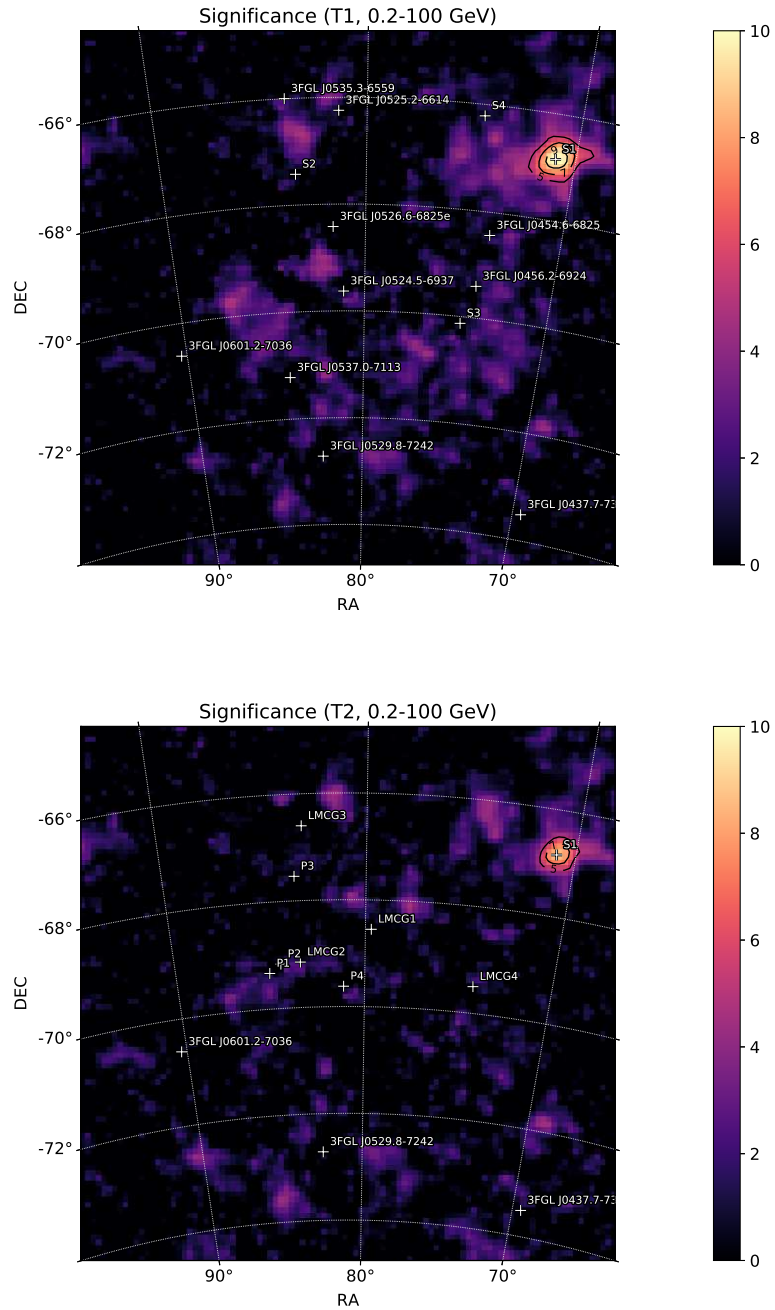 Significance (T1, 0.2-100 GeV)
10
8
6
4
2
0
-66°
-68°
-70°
-72°
DEC
3FGL J0535.3-6559
3FGL J0525.2-6614
S4
S1
5
7
9
S2
3FGL J0526.6-6825e
3FGL J0454.6-6825
3FGL J0524.5-6937
3FGL J0456.2-6924
S3
3FGL J0601.2-7036
3FGL J0537.0-7113
3FGL J0529.8-7242
3FGL J0437.7-73
90°
80°
70°
RA
Significance (T2, 0.2-100 GeV)
10
8
6
4
2
0
-66°
-68°
-70°
-72°
DEC
LMCG3
S1
5
P3
LMCG1
P2
LMCG2
P1
P4
LMCG4
3FGL J0601.2-7036
3FGL J0529.8-7242
3FGL J0437.7-73
90°
80°
70°
RA